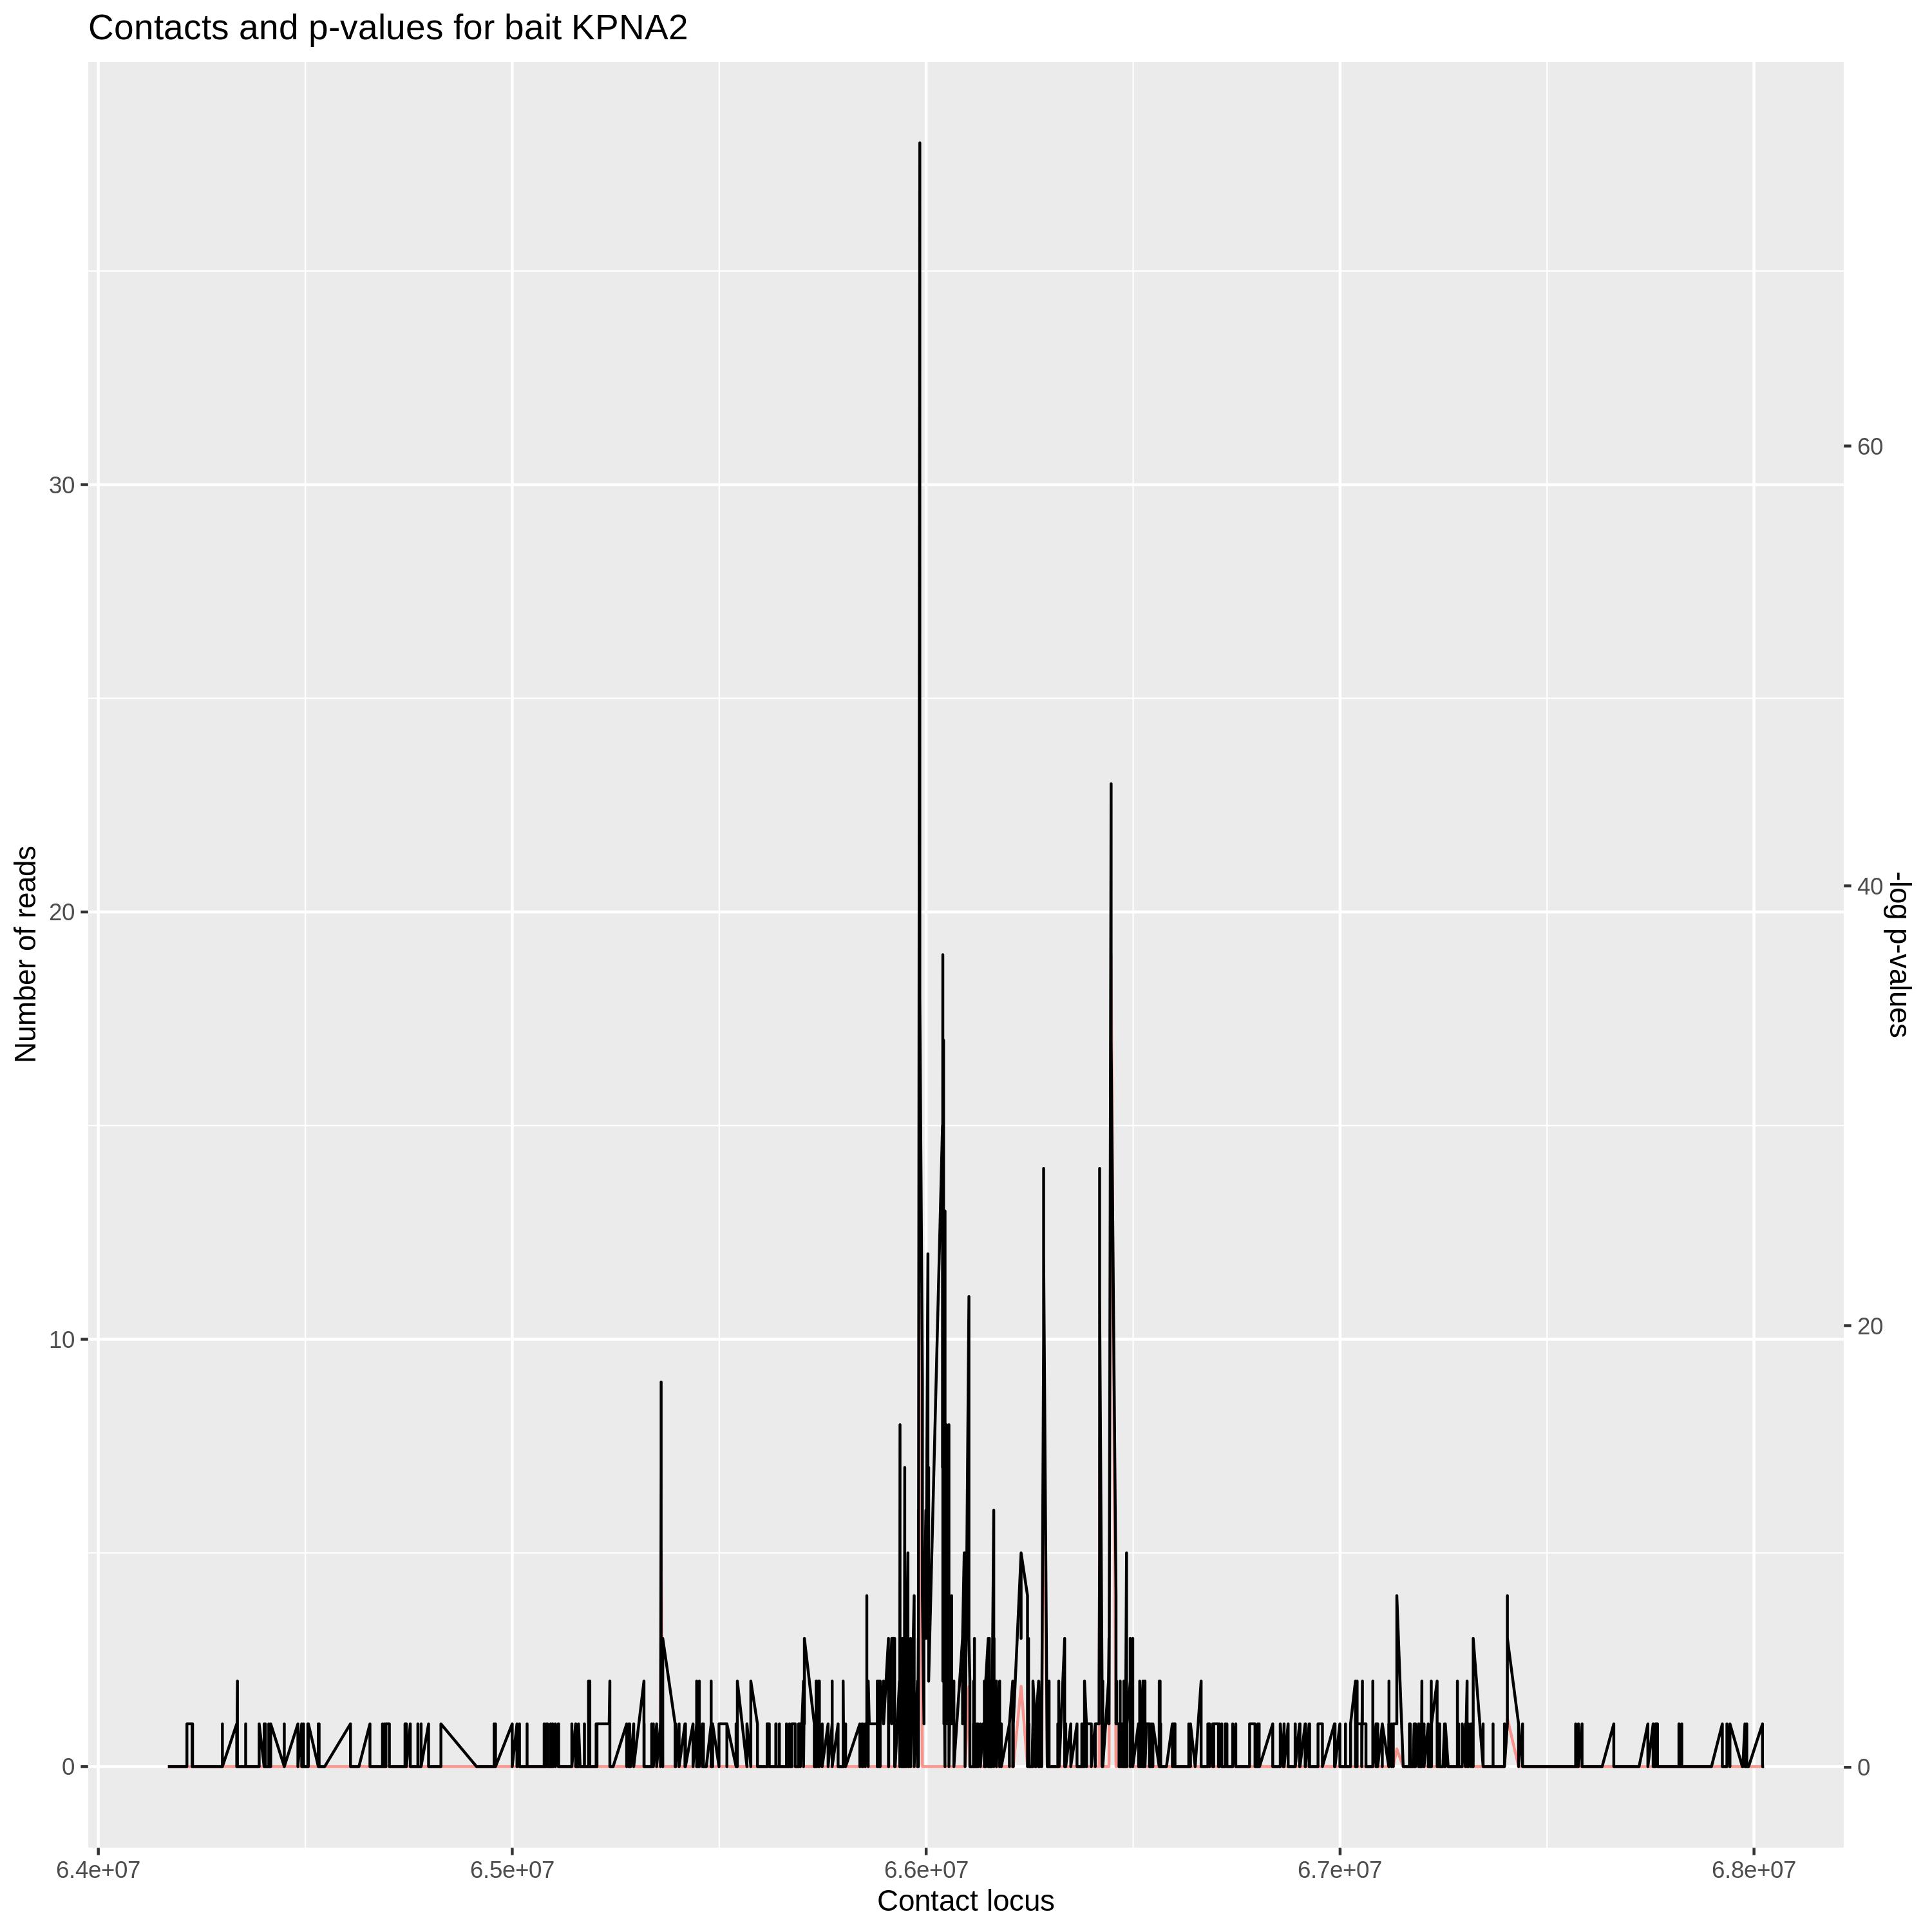 Contacts and p-values for bait KPNA2
Number of reads
30
20
10
0
60
40
20
0
-log p-values
6.4e+07
6.5e+07
6.6e+07
6.7e+07
6.8e+07
Contact locus